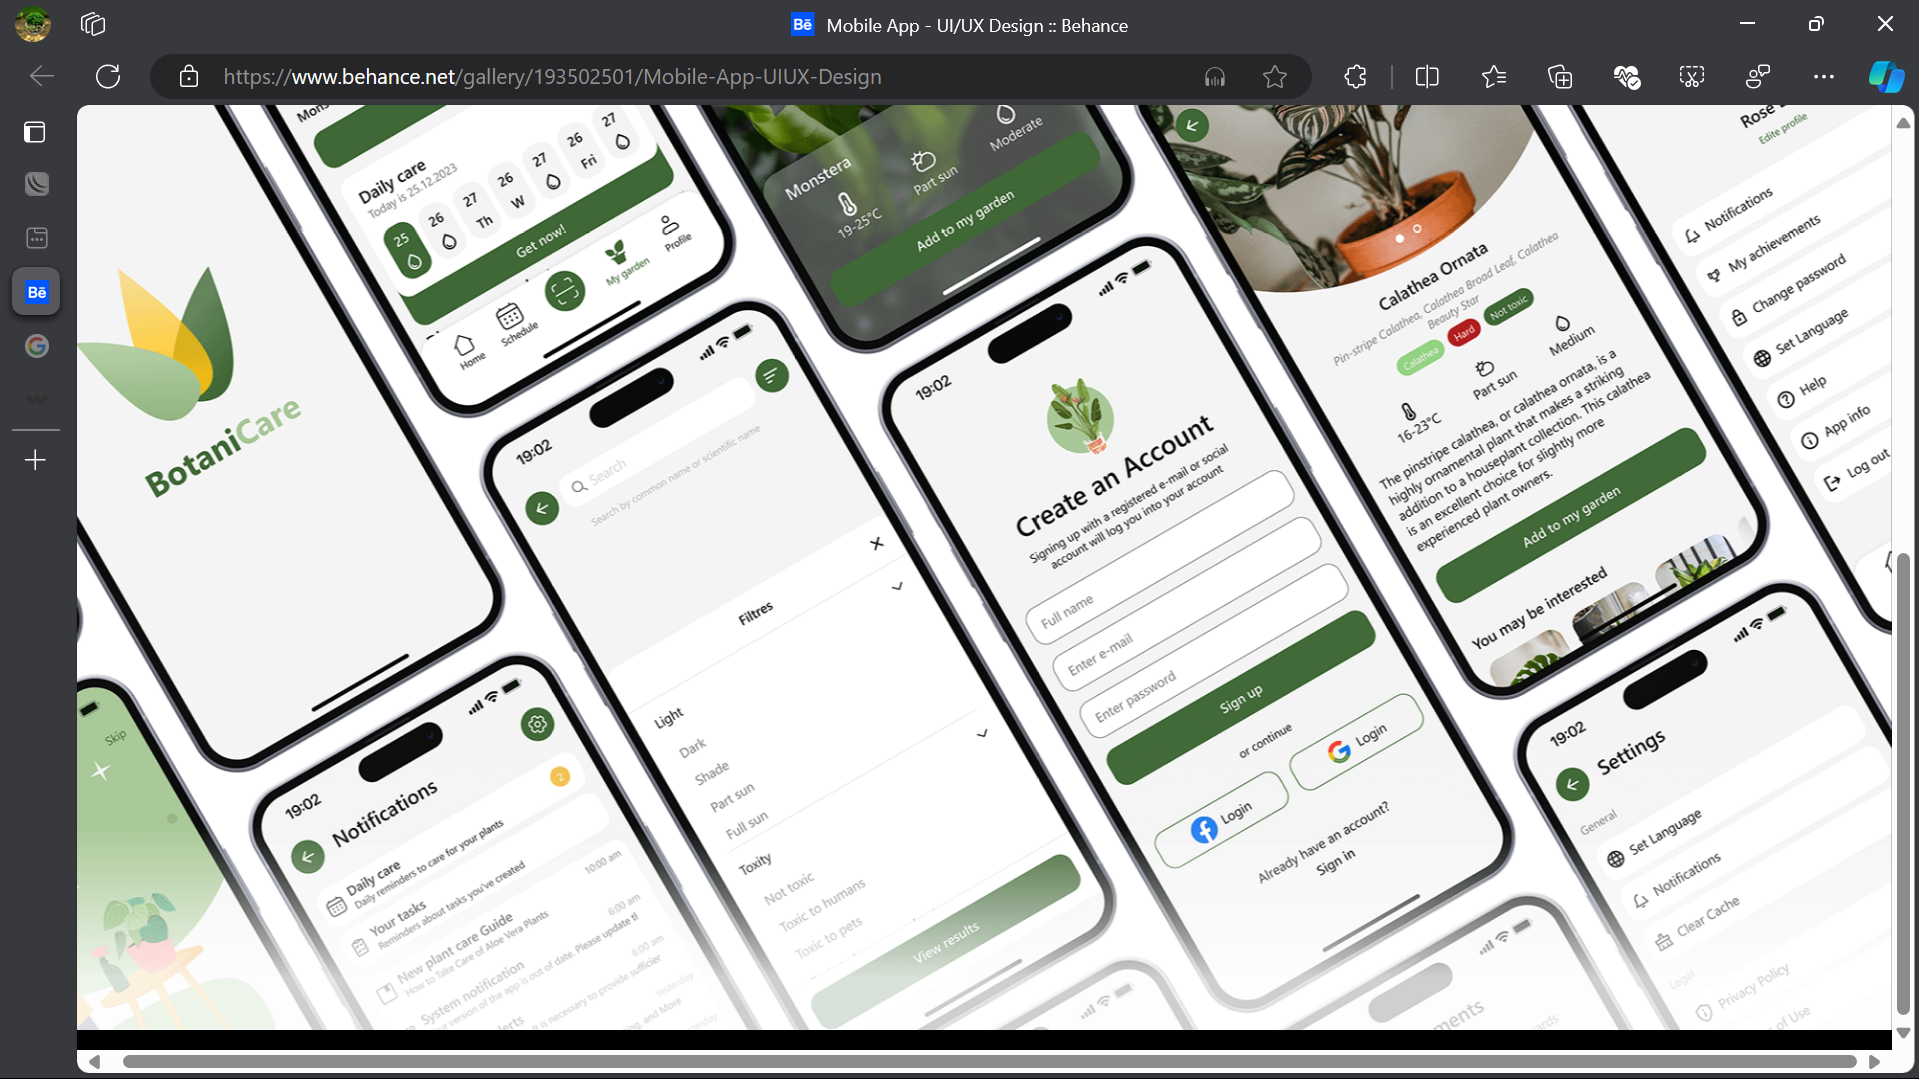 Mobile App - UI/UX Design :: Behance
https://www.behance.net/gallery/193502501/Mobile-App-UIUX-Design
BotaniCare
Daily care
Today is 25.12.2023
25
26
27
Th
26
W
27
26
Fri
27
Get now!
Home
Schedule
My garden
Profile
Monstera
19-25°C
Part sun
Moderate
Add to my garden
Calathea Ornata
Pin-stripe Calathea, Calathea Broad Leaf, Calathea
Beauty Star
Calathea
Hard
Not toxic
16-23°C
Part sun
Medium
The pinstripe calathea, or calathea ornata, is a
highly ornamental plant that makes a striking
addition to a houseplant collection. This calathea
is an excellent choice for slightly more
experienced plant owners.
Add to my garden
You may be interested
Rose
Edite profile
Notifications
My achievements
Change password
Set Language
Help
App info
Log out
Skip
19:02
Notifications
2
Daily care
Daily reminders to care for your plants
Your tasks
Reminders about tasks you've created
10:00 am
New plant care Guide
How to Take Care of Aloe Vera Plants
6:00 am
System notification
version of the app is out of date. Please update
6:00 am
it is necessary to provide
Yesterday
and More
19:02
Search
Search by common name or scientific name
Filtres
Light
Dark
Shade
Part sun
Full sun
Toxity
Not toxic
Toxic to humans
Toxic to pets
View results
19:02
Create an Account
Signing up with a registered e-mail or social
account will log you into your account
Full name
Enter e-mail
Enter password
Sign up
or continue
Login
Login
Already have an account?
Sign in
19:02
Settings
General
Set Language
Notifications
Clear Cache
Legal
Privacy Policy
of Use